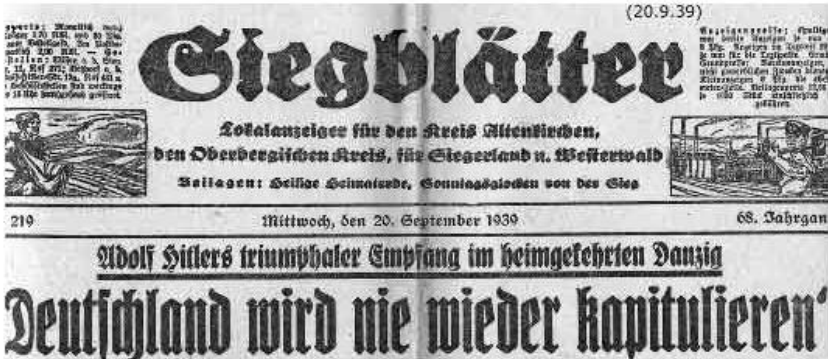 (20.9.39)
Siegblätter
Lokalanzeiger für den Kreis Altenkirchen,
den Oberbergischen Kreis, für Siegerland u. Westerwald
Beilagen: Heilige Heimaterde, Sonntagsglocken von der Sieg
219 Mittwoch, den 20. September 1939 68. Jahrgan
Adolf Hitlers triumphaler Empfang im heimgekehrten Danzig
Deutschland wird nie wieder kapitulieren"